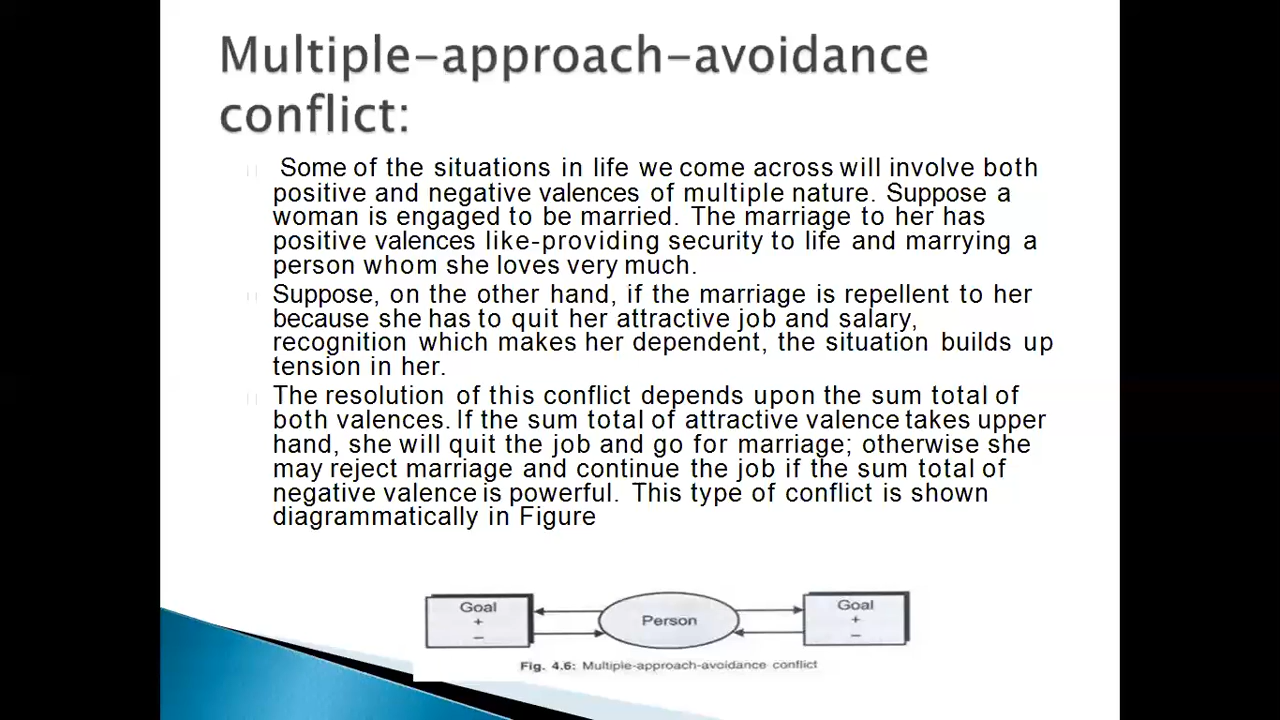 Multiple-approach-avoidance
conflict:
Some of the situations in life we come across will involve both
positive and negative valences of multiple nature. Suppose a
woman is engaged to be married. The marriage to her has
positive valences like-providing security to life and marrying a
person whom she loves very much.
Suppose, on the other hand, if the marriage is repellent to her
because she has to quit her attractive job and salary,
recognition which makes her dependent, the situation builds up
tension in her.
The resolution of this conflict depends upon the sum total of
both valences. If the sum total of attractive valence takes upper
hand, she will quit the job and go for marriage; otherwise she
may reject marriage and continue the job if the sum total of
negative valence is powerful. This type of conflict is shown
diagrammatically in Figure
Goal
+
−
Person
Goal
+
−
Fig. 4.6: Multiple-approach-avoidance conflict